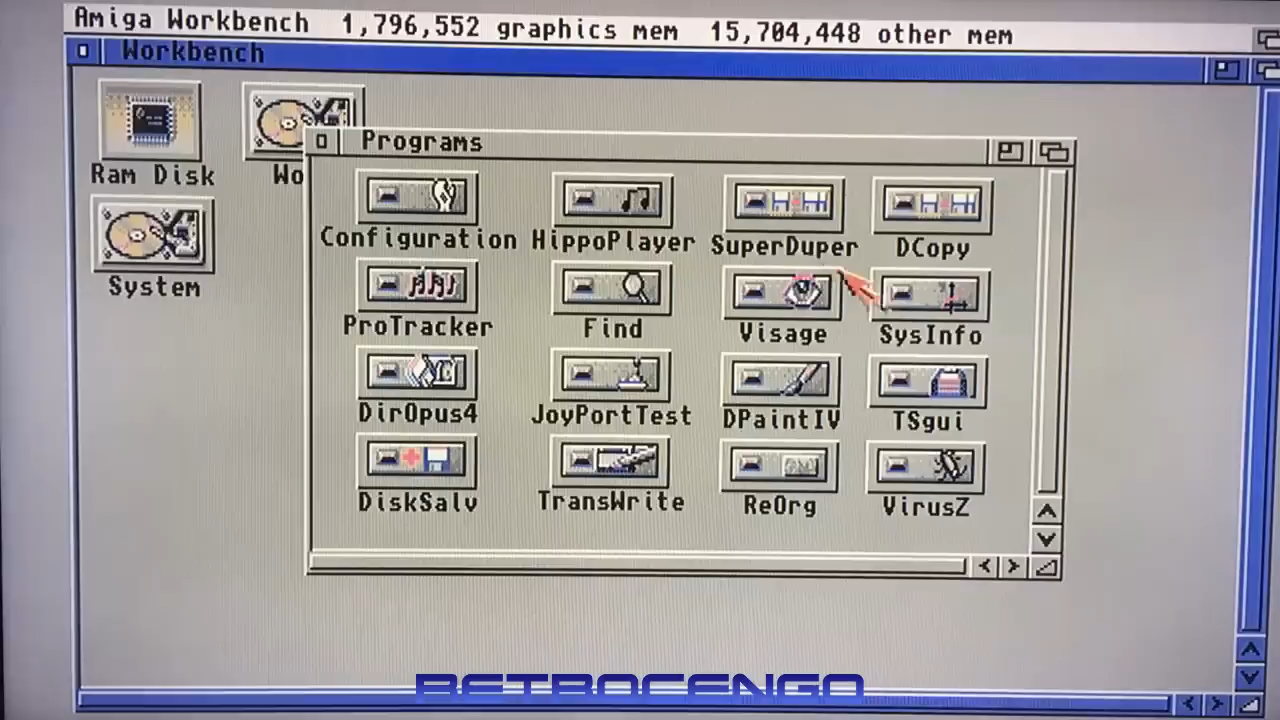 Amiga Workbench 1,796,552 graphics mem 15,704,448 other mem
Workbench
Programs
Ram Disk
Wo
System
Configuration HippoPlayer SuperDuper DCopy
ProTracker Find Visage SysInfo
DirOpus4 JoyPortTest DPaintIV TSgui
DiskSalv TransWrite ReOrg VirusZ
RETROCENGO